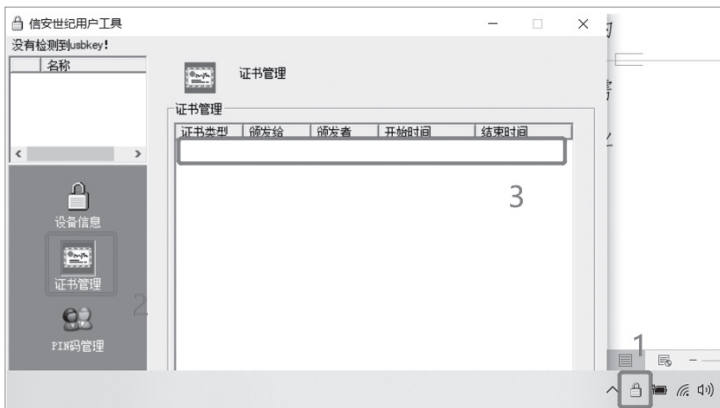 信安世纪用户工具
没有检测到usbkey!
名称
证书管理
证书管理
证书类型 颁发给 颁发者 开始时间 结束时间
3
设备信息
证书管理
2
PIN码管理
1